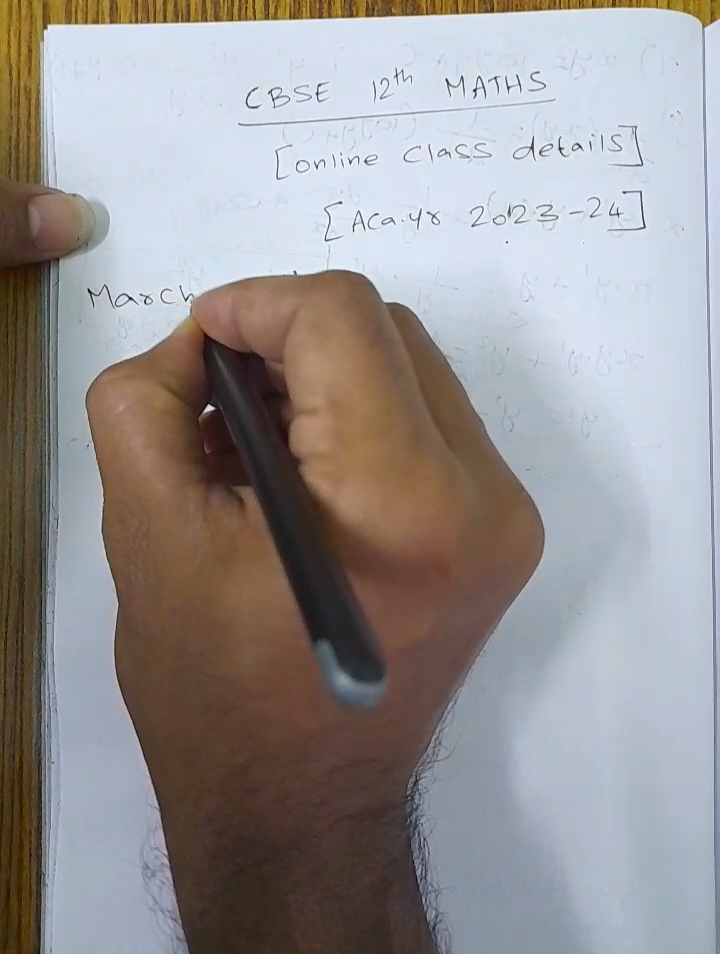 CBSE 12th MATHS
[online class details]
[Aca.yr 2023-24]
March